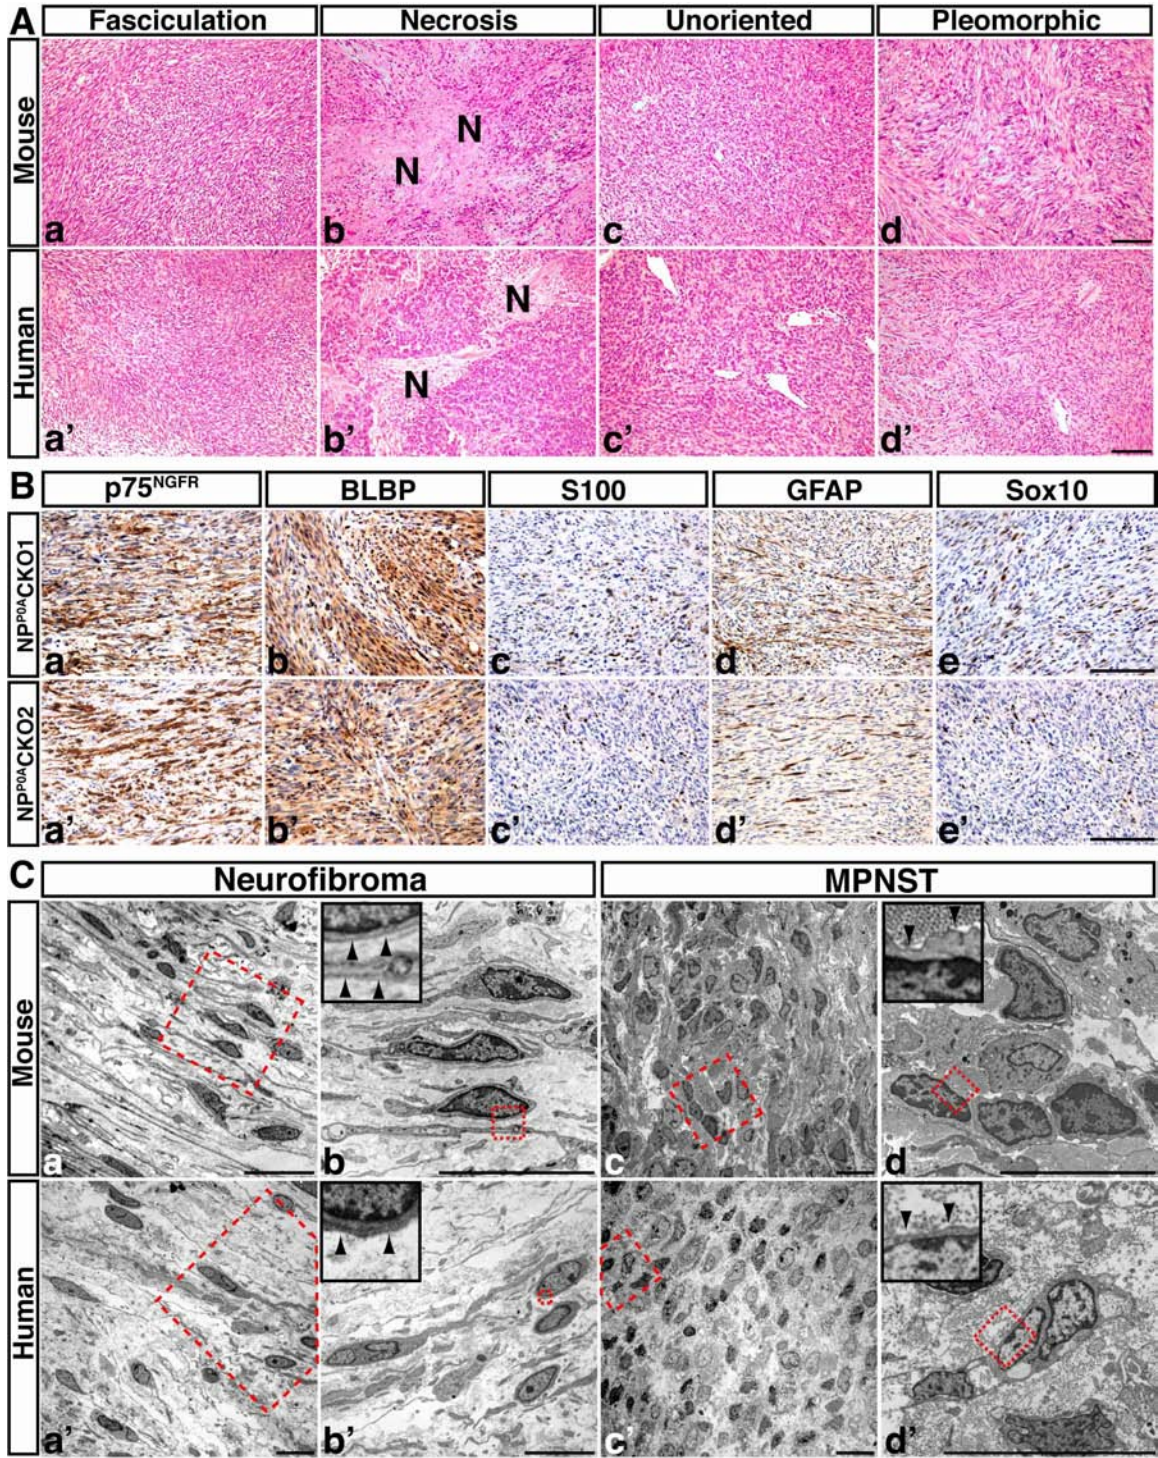 A Fasciculation Necrosis Unoriented Pleomorphic
Mouse
a b N N c d
Human
a’ b’ N N c’ d’
B p75NGFR BLBP S100 GFAP Sox10
NPP0ACKO1
a b c d e
NPP0ACKO2
a’ b’ c’ d’ e’
C Neurofibroma MPNST
Mouse
a b c d
Human
a’ b’ c’ d’